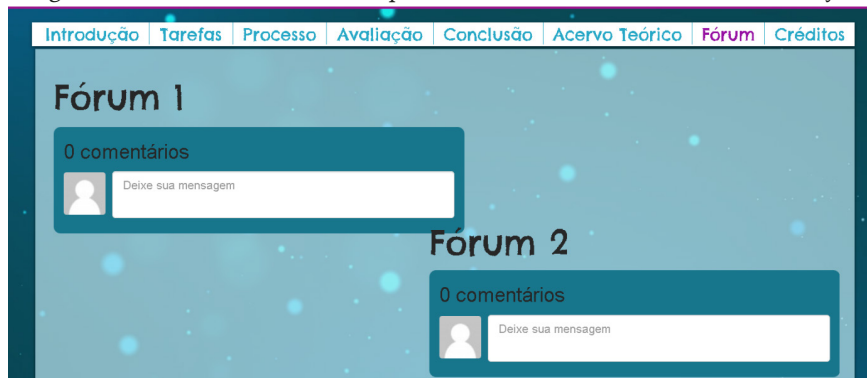 Introdução Tarefas Processo Avaliação Conclusão Acervo Teórico Fórum Créditos
Fórum 1
0 comentários
Deixe sua mensagem
Fórum 2
0 comentários
Deixe sua mensagem